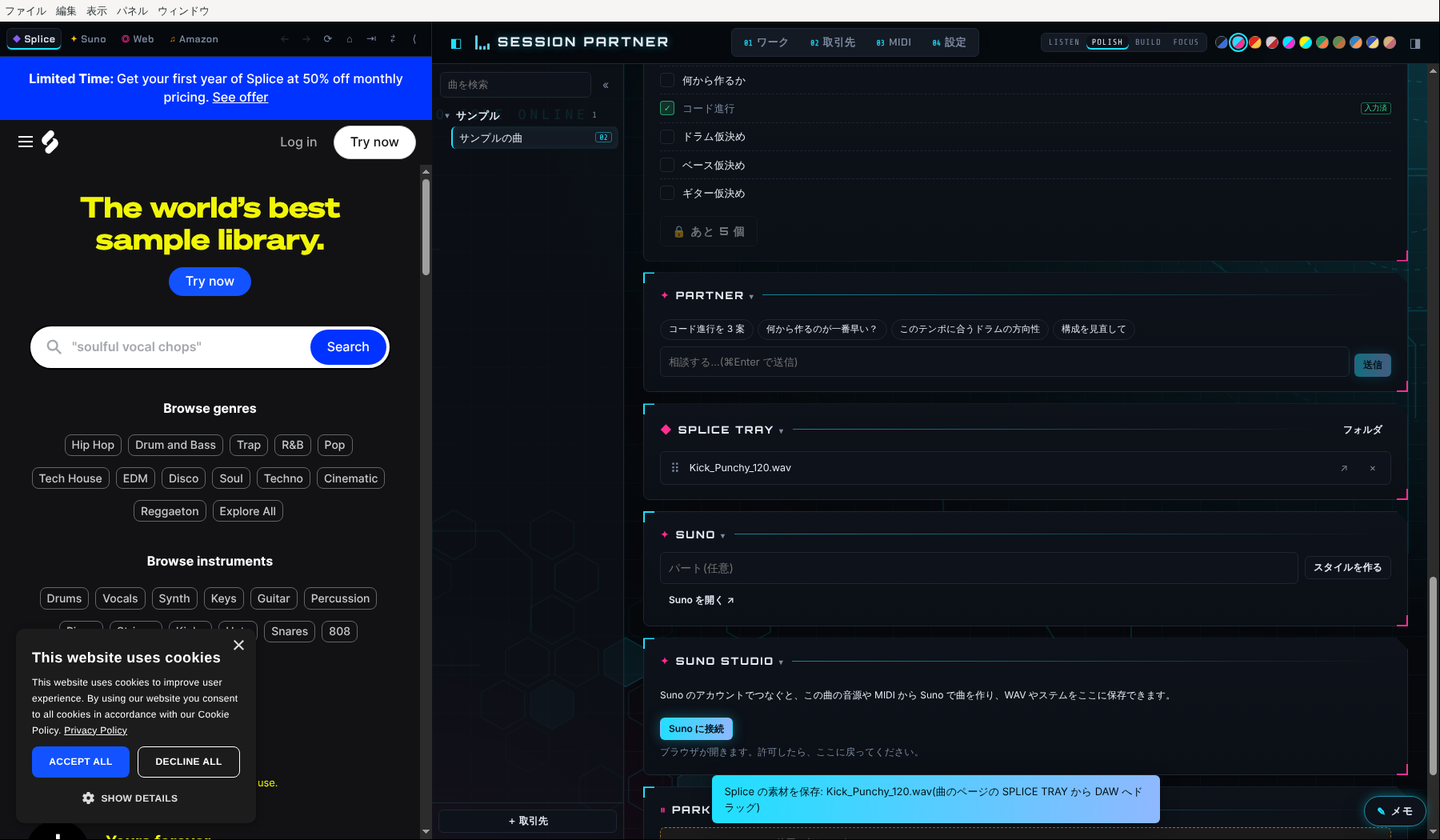 ファイル 編集 表示 パネル ウィンドウ
Splice Suno Web Amazon
SESSION PARTNER
01 ワーク 02 取引先 03 MIDI 04 設定
LISTEN POLISH BUILD FOCUS
Limited Time: Get your first year of Splice at 50% off monthly
pricing. See offer
Log in Try now
The world's best
sample library.
Try now
"soulful vocal chops" Search
Browse genres
Hip Hop Drum and Bass Trap R&B Pop
Tech House EDM Disco Soul Techno Cinematic
Reggaeton Explore All
Browse instruments
Drums Vocals Synth Keys Guitar Percussion
Snares 808
This website uses cookies
This website uses cookies to improve user
experience. By using our website you consent
to all cookies in accordance with our Cookie
Policy. Privacy Policy
ACCEPT ALL DECLINE ALL
SHOW DETAILS
use.
曲を検索 «
ONLINE
サンプル 1
サンプルの曲 02
+ 取引先
何から作るか
コード進行 入力済
ドラム仮決め
ベース仮決め
ギター仮決め
あと 5 個
PARTNER
コード進行を 3 案 何から作るのが一番早い？ このテンポに合うドラムの方向性 構成を見直して
相談する…(⌘Enter で送信) 送信
SPLICE TRAY フォルダ
Kick_Punchy_120.wav ↗ ×
SUNO
パート(任意) スタイルを作る
Suno を開く ↗
SUNO STUDIO
Suno のアカウントでつなぐと、この曲の音源や MIDI から Suno で曲を作り、WAV やステムをここに保存できます。
Suno に接続
ブラウザが開きます。許可したら、ここに戻ってください。
PARK
Splice の素材を保存: Kick_Punchy_120.wav(曲のページの SPLICE TRAY から DAW へド
ラッグ)
メモ